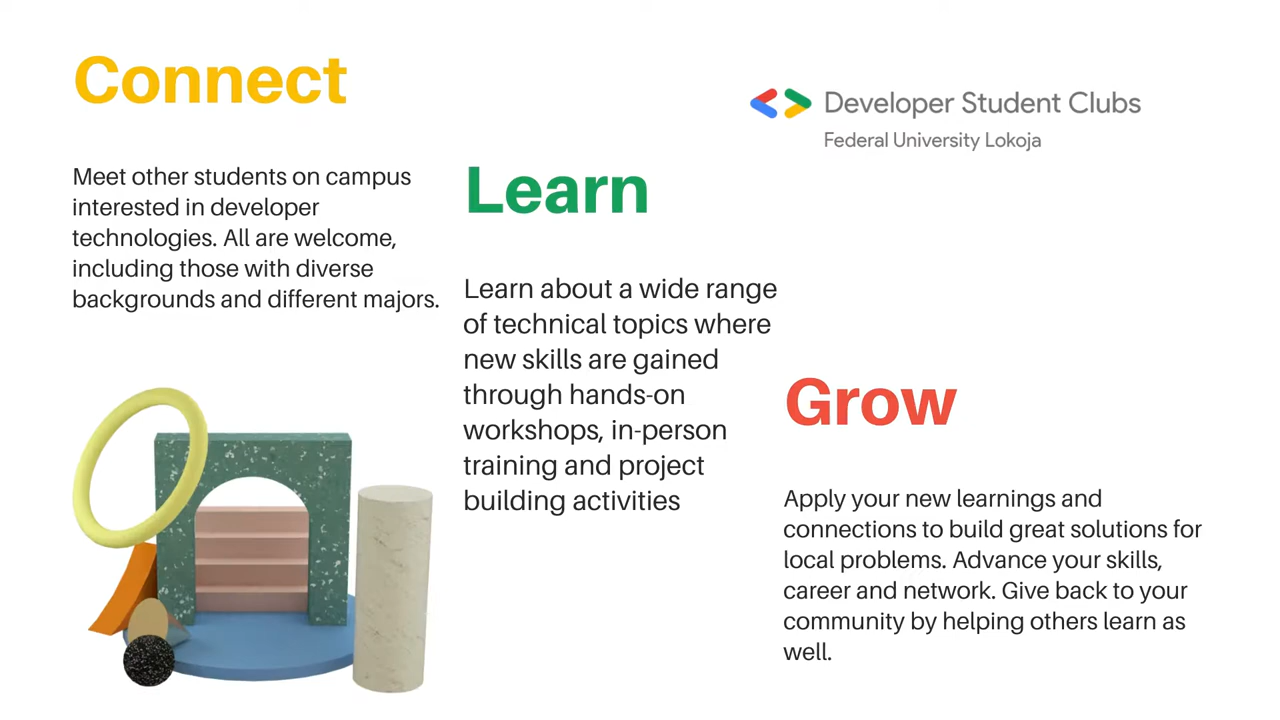 Connect
Meet other students on campus
interested in developer
technologies. All are welcome,
including those with diverse
backgrounds and different majors.
Developer Student Clubs
Federal University Lokoja
Learn
Learn about a wide range
of technical topics where
new skills are gained
through hands-on
workshops, in-person
training and project
building activities
Grow
Apply your new learnings and
connections to build great solutions for
local problems. Advance your skills,
career and network. Give back to your
community by helping others learn as
well.